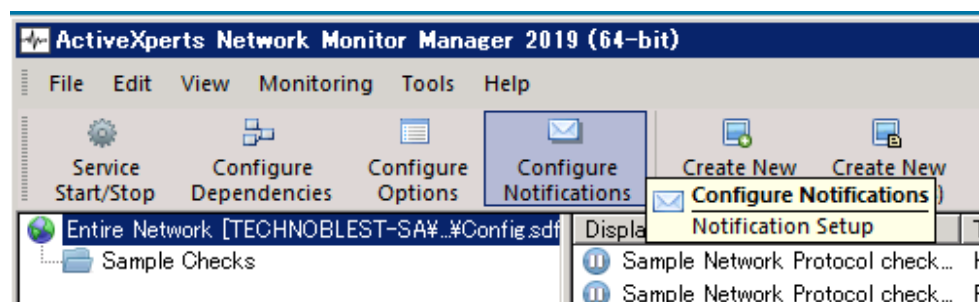 ActiveXperts Network Monitor Manager 2019 (64-bit)
File Edit View Monitoring Tools Help
Service Start/Stop
Configure Dependencies
Configure Options
Configure Notifications
Create New
Create New
)
Configure Notifications
Notification Setup
Entire Network [TECHNOBLEST-SA¥...¥Config.sdf
Displa
Sample Checks
Sample Network Protocol check...
Sample Network Protocol check...